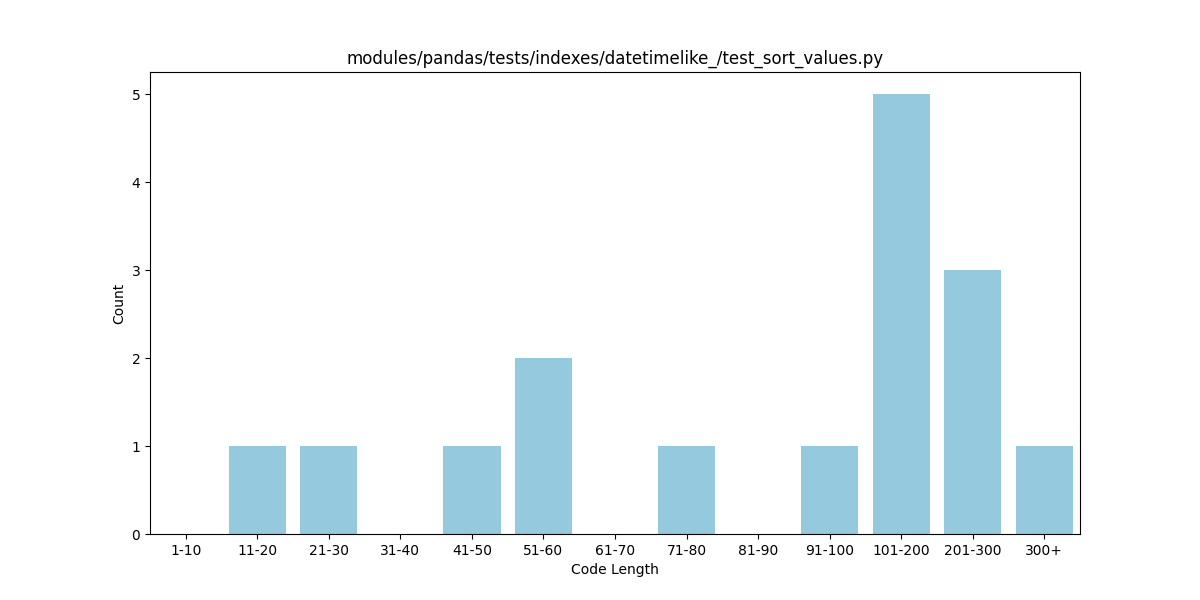 modules/pandas/tests/indexes/datetimelike_/test_sort_values.py
5
4
3
2
1
0
Count
1-10 11-20 21-30 31-40 41-50 51-60 61-70 71-80 81-90 91-100 101-200 201-300 300+
Code Length